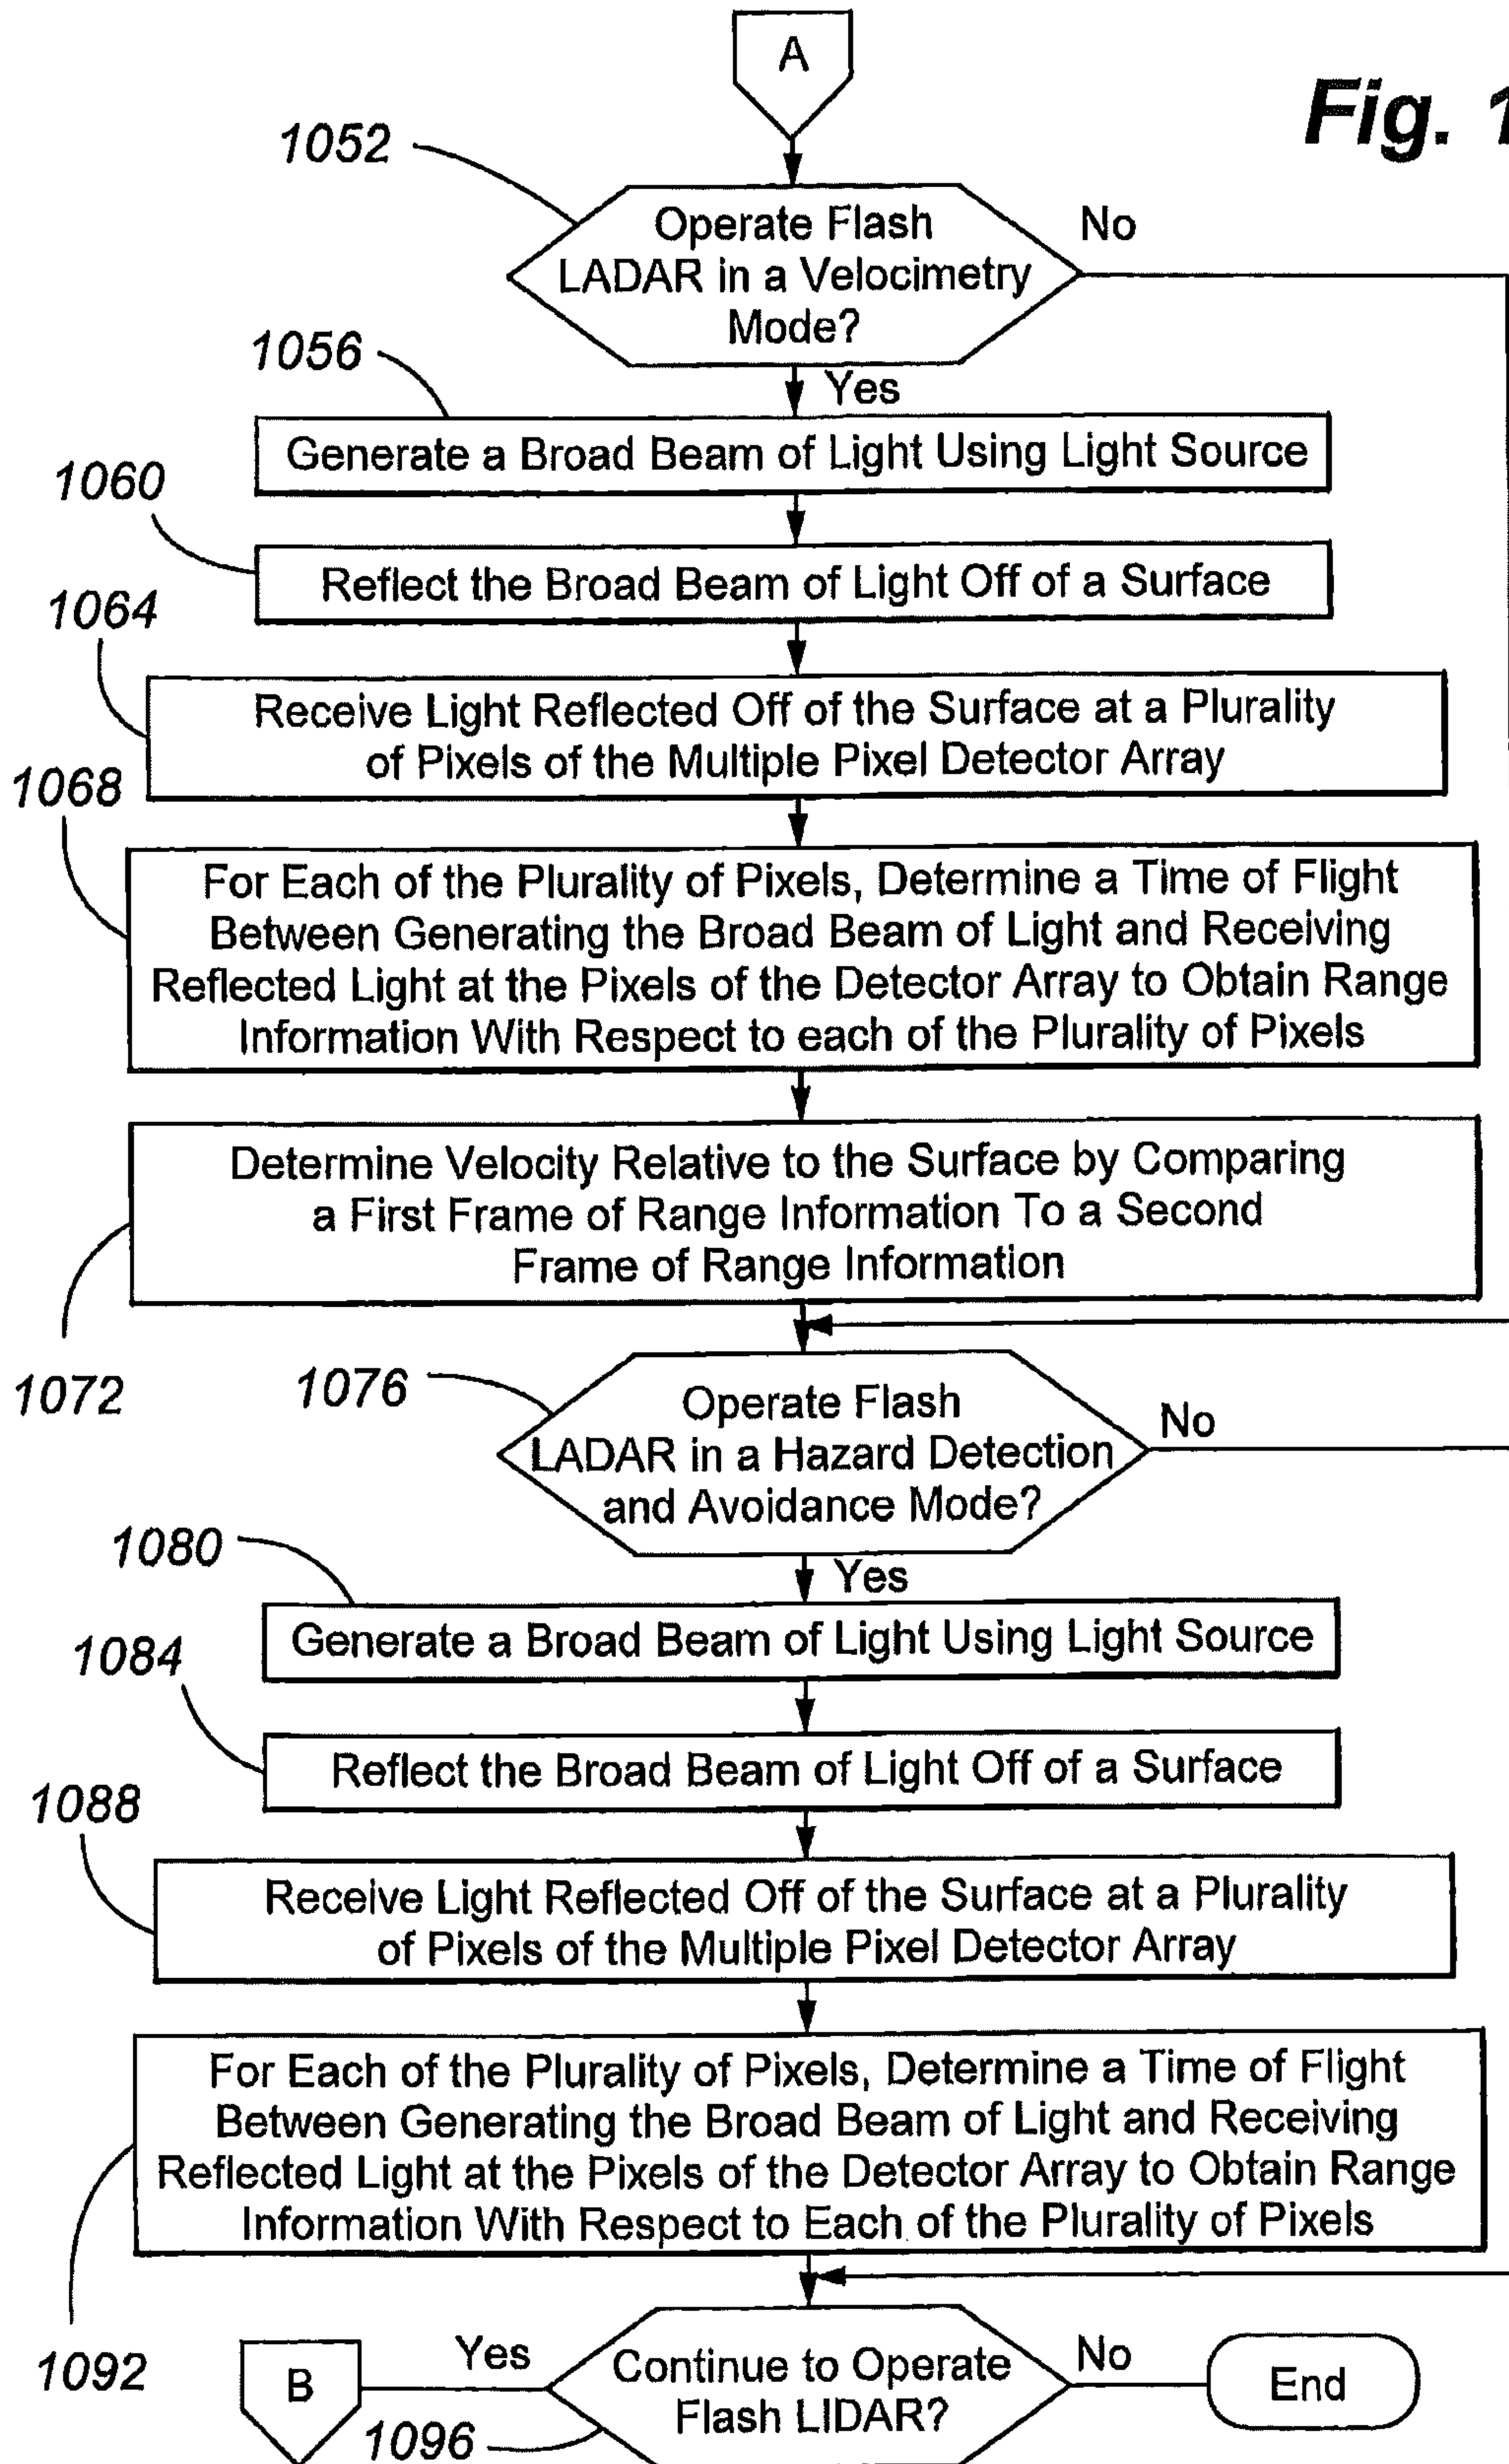 A
Fig. 1
1052
Operate Flash
LADAR in a Velocimetry
Mode?
No
Yes
1056
Generate a Broad Beam of Light Using Light Source
1060
Reflect the Broad Beam of Light Off of a Surface
1064
Receive Light Reflected Off of the Surface at a Plurality
of Pixels of the Multiple Pixel Detector Array
1068
For Each of the Plurality of Pixels, Determine a Time of Flight
Between Generating the Broad Beam of Light and Receiving
Reflected Light at the Pixels of the Detector Array to Obtain Range
Information With Respect to each of the Plurality of Pixels
Determine Velocity Relative to the Surface by Comparing
a First Frame of Range Information To a Second
Frame of Range Information
1072
1076
Operate Flash
LADAR in a Hazard Detection
and Avoidance Mode?
No
Yes
1080
Generate a Broad Beam of Light Using Light Source
1084
Reflect the Broad Beam of Light Off of a Surface
1088
Receive Light Reflected Off of the Surface at a Plurality
of Pixels of the Multiple Pixel Detector Array
For Each of the Plurality of Pixels, Determine a Time of Flight
Between Generating the Broad Beam of Light and Receiving
Reflected Light at the Pixels of the Detector Array to Obtain Range
Information With Respect to Each of the Plurality of Pixels
1092
B
Yes
Continue to Operate
Flash LIDAR?
No
End
1096